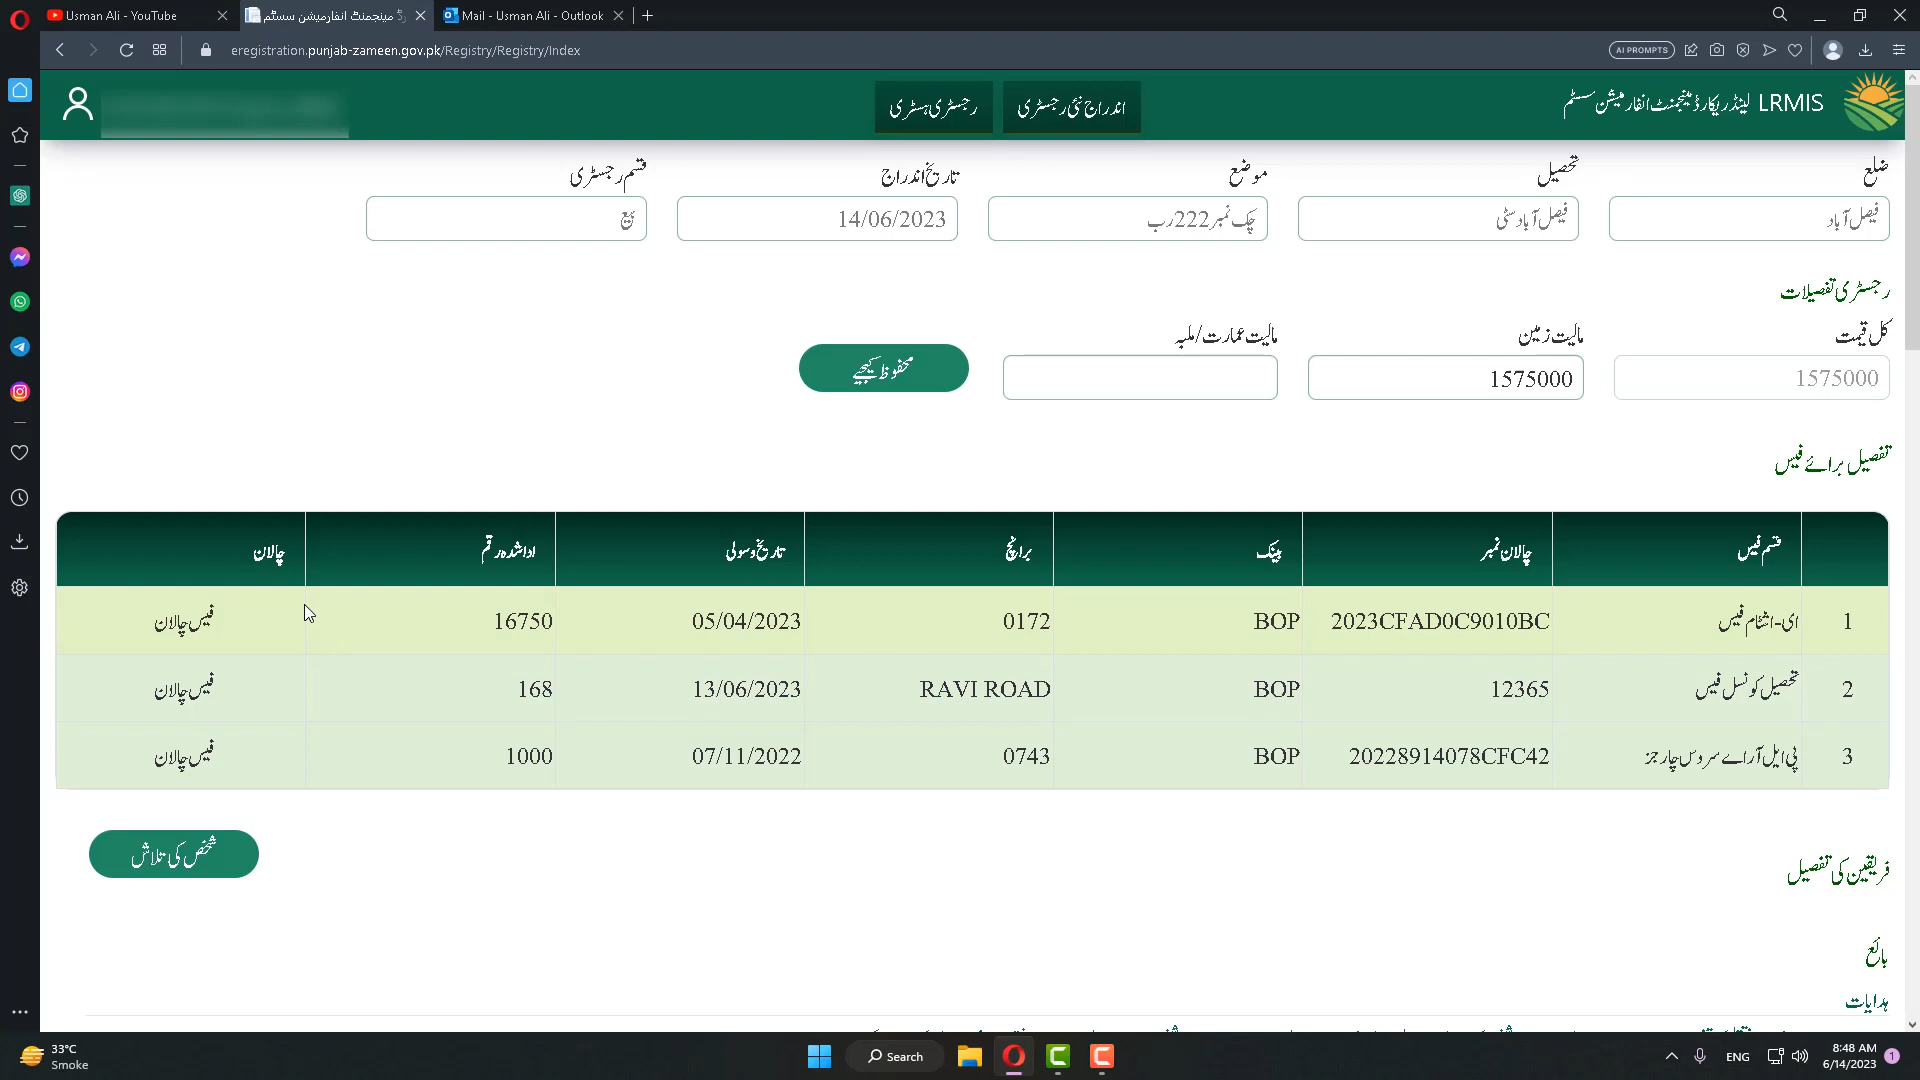 Usman Ali - YouTube
رڈ مینجمنٹ انفارمیشن سسٹم
Mail - Usman Ali - Outlook
eregistration.punjab-zameen.gov.pk/Registry/Registry/Index
AI PROMPTS
LRMIS لینڈ ریکارڈ مینجمنٹ انفارمیشن سسٹم
اندراج نئی رجسٹری
رجسٹری ہسٹری
ضلع
تحصیل
موضع
تاریخ اندراج
قسم رجسٹری
فیصل آباد
فیصل آباد سٹی
چک نمبر 222 رب
14/06/2023
بیع
رجسٹری تفصیلات
کل قیمت
مالیت زمین
مالیت عمارت/ملبہ
1575000
1575000
محفوظ کیجیے
تفصیل برائے فیس
قسم فیس
چالان نمبر
بینک
برانچ
تاریخ وسولی
اداشدہ رقم
چالان
1 ای-اشٹام فیس 2023CFAD0C9010BC BOP 0172 05/04/2023 16750 فیس چالان
2 تحصیل کونسل فیس 12365 BOP RAVI ROAD 13/06/2023 168 فیس چالان
3 پی ایل آر اے سروس چارجز 20228914078CFC42 BOP 0743 07/11/2022 1000 فیس چالان
شخص کی تلاش
فریقین کی تفصیل
بائع
ہدایات
33°C
Smoke
Search
ENG
8:48 AM
6/14/2023
1